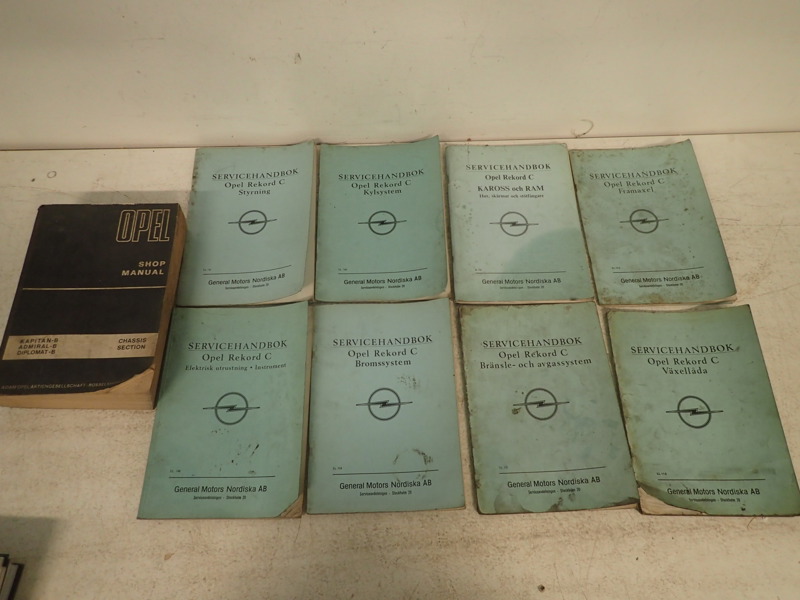 OPEL
SHOP
MANUAL
KAPITÄN-B
ADMIRAL-B
DIPLOMAT-B
CHASSIS
SECTION
SERVICEHANDBOK
Opel Rekord C
Styrning
General Motors Nordiska AB
SERVICEHANDBOK
Opel Rekord C
Kylsystem
General Motors Nordiska AB
SERVICEHANDBOK
Opel Rekord C
KAROSS och RAM
General Motors Nordiska AB
SERVICEHANDBOK
Opel Rekord C
Framaxel
General Motors Nordiska AB
SERVICEHANDBOK
Opel Rekord C
Elektrisk utrustning • Instrument
General Motors Nordiska AB
SERVICEHANDBOK
Opel Rekord C
Bromssystem
General Motors Nordiska AB
SERVICEHANDBOK
Opel Rekord C
Bränsle- och avgassystem
General Motors Nordiska AB
SERVICEHANDBOK
Opel Rekord C
Växellåda
General Motors Nordiska AB